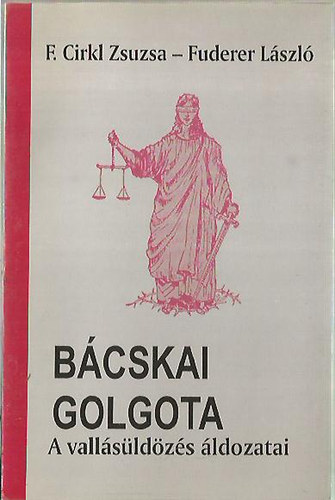 F. Cirkl Zsuzsa – Fuderer László
BÁCSKAI
GOLGOTA
A vallásüldözés áldozatai